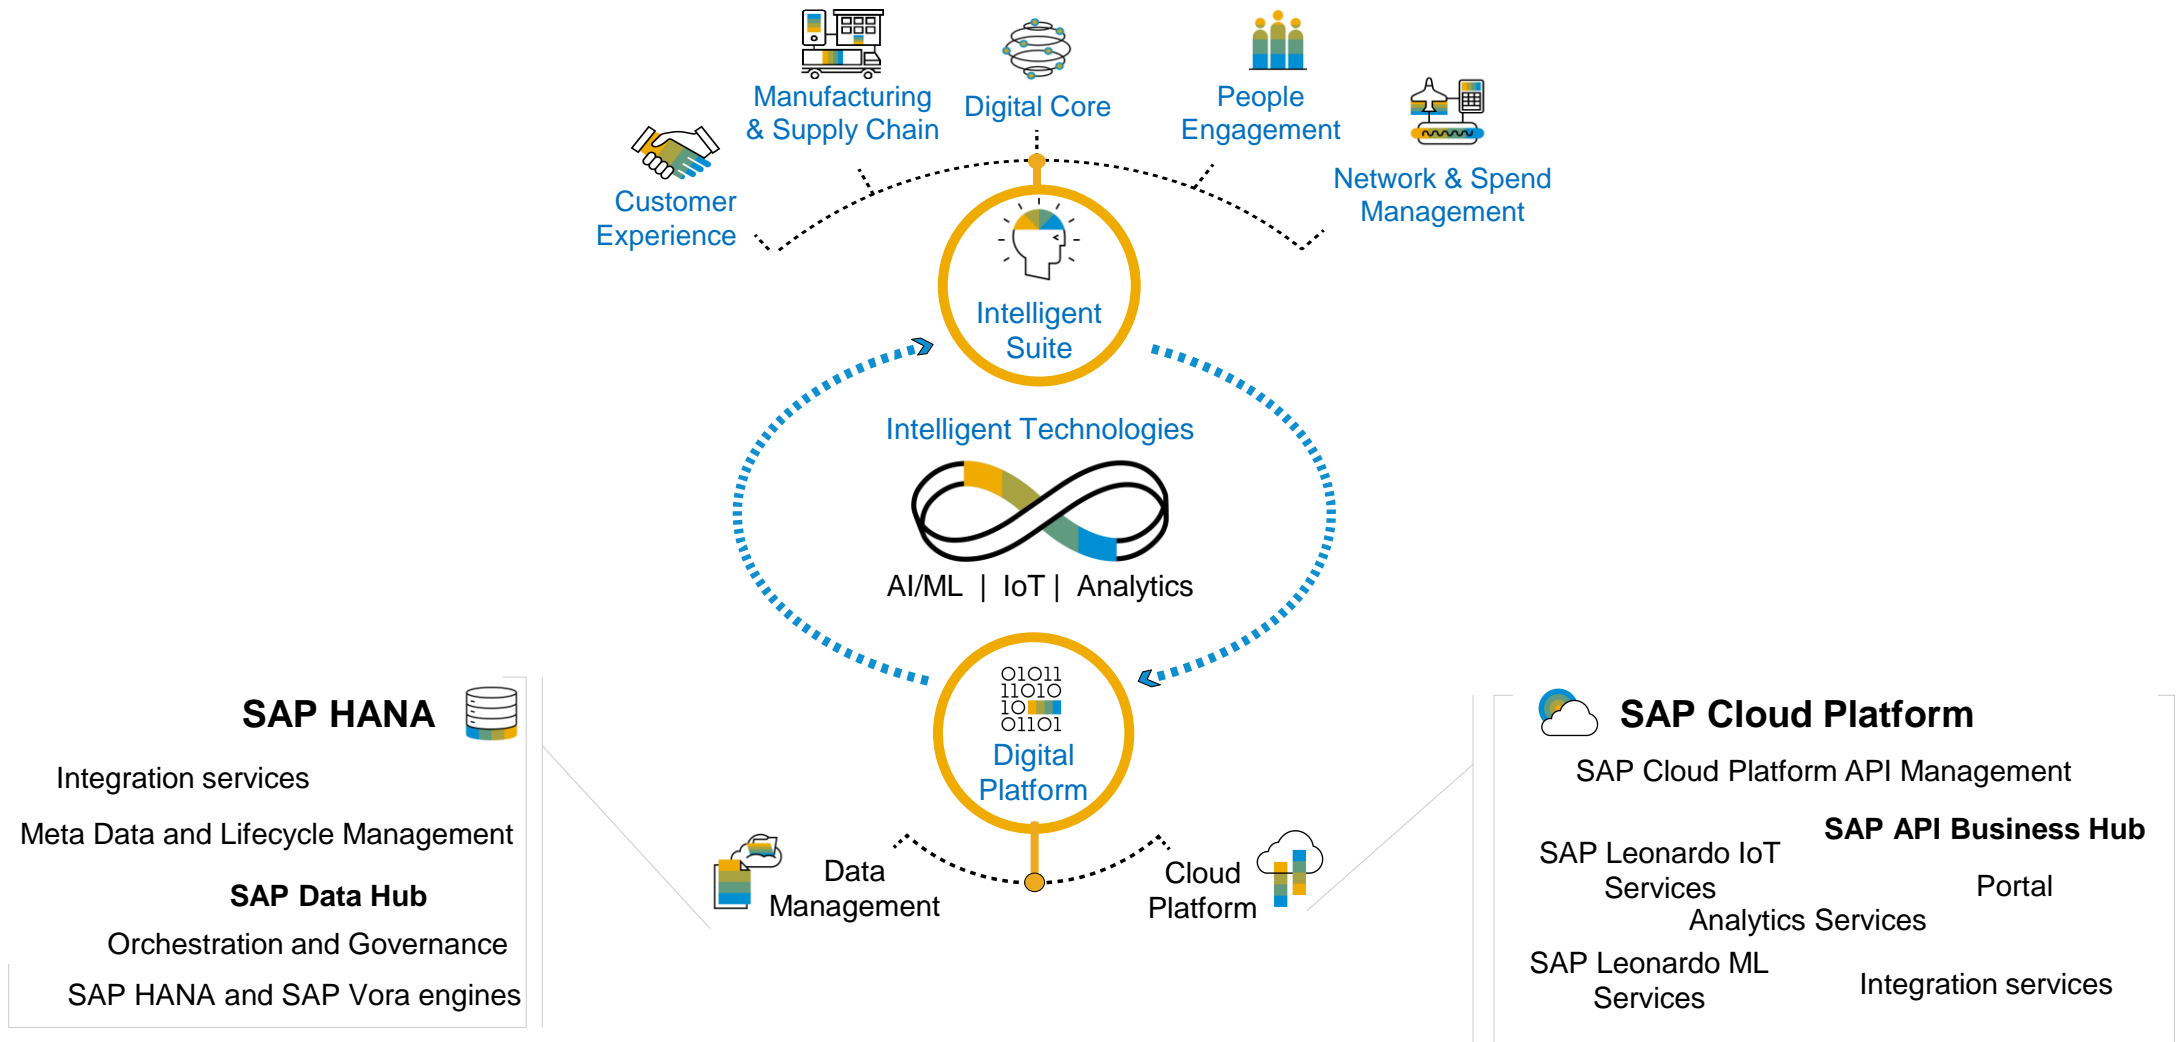 Manufacturing
& Supply Chain
Digital Core
People
Engagement
Customer
Experience
Network & Spend
Management
Intelligent
Suite
Intelligent Technologies
AI/ML | IoT | Analytics
01011
11010
10
01101
Digital
Platform
Data
Management
Cloud
Platform
SAP HANA
Integration services
Meta Data and Lifecycle Management
SAP Data Hub
Orchestration and Governance
SAP HANA and SAP Vora engines
SAP Cloud Platform
SAP Cloud Platform API Management
SAP API Business Hub
SAP Leonardo IoT
Services
Portal
Analytics Services
SAP Leonardo ML
Services
Integration services